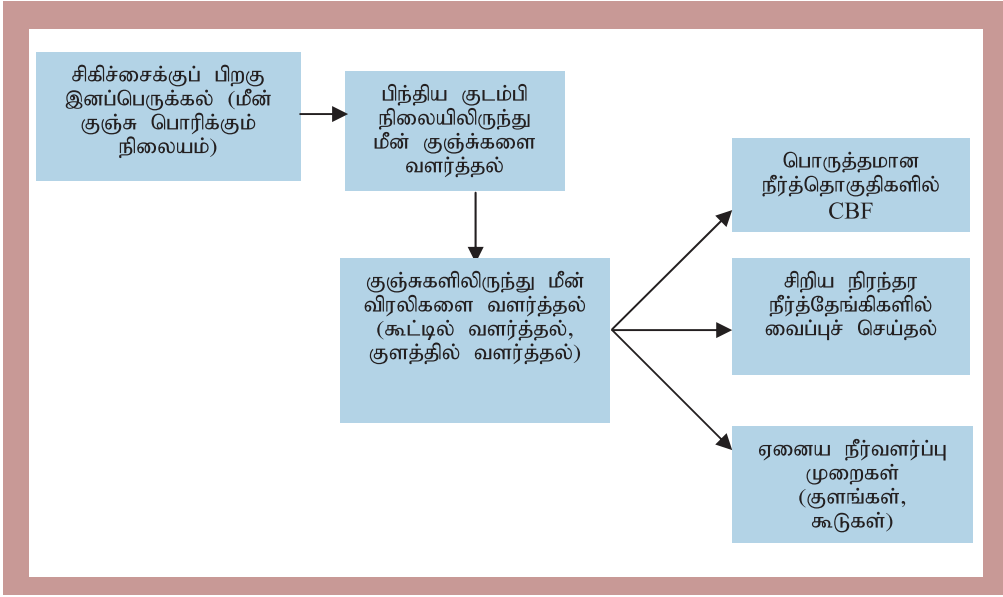 சிகிச்சைக்குப் பிறகு
இனப்பெருக்கல் (மீன்
குஞ்சு பொரிக்கும்
நிலையம்)
பிந்திய குடம்பி
நிலையிலிருந்து
மீன் குஞ்சுகளை
வளர்த்தல்
குஞ்சுகளிலிருந்து மீன்
விரலிகளை வளர்த்தல்
(கூட்டில் வளர்த்தல்,
குளத்தில் வளர்த்தல்)
பொருத்தமான
நீர்த்தொகுதிகளில்
CBF
சிறிய நிரந்தர
நீர்த்தேங்கிகளில்
வைப்புச் செய்தல்
ஏனைய நீர்வளர்ப்பு
முறைகள்
(குளங்கள்,
கூடுகள்)